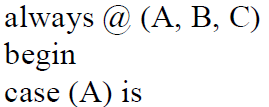 always @ (A, B, C)
begin
case (A) is